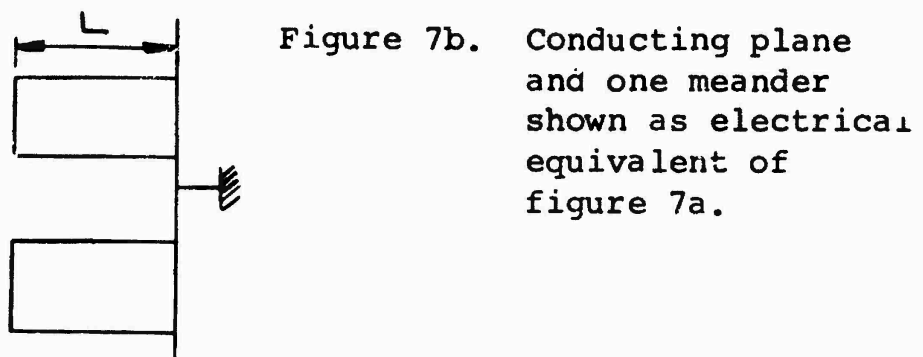 L
Figure 7b. Conducting plane
and one meander
shown as electrical
equivalent of
figure 7a.